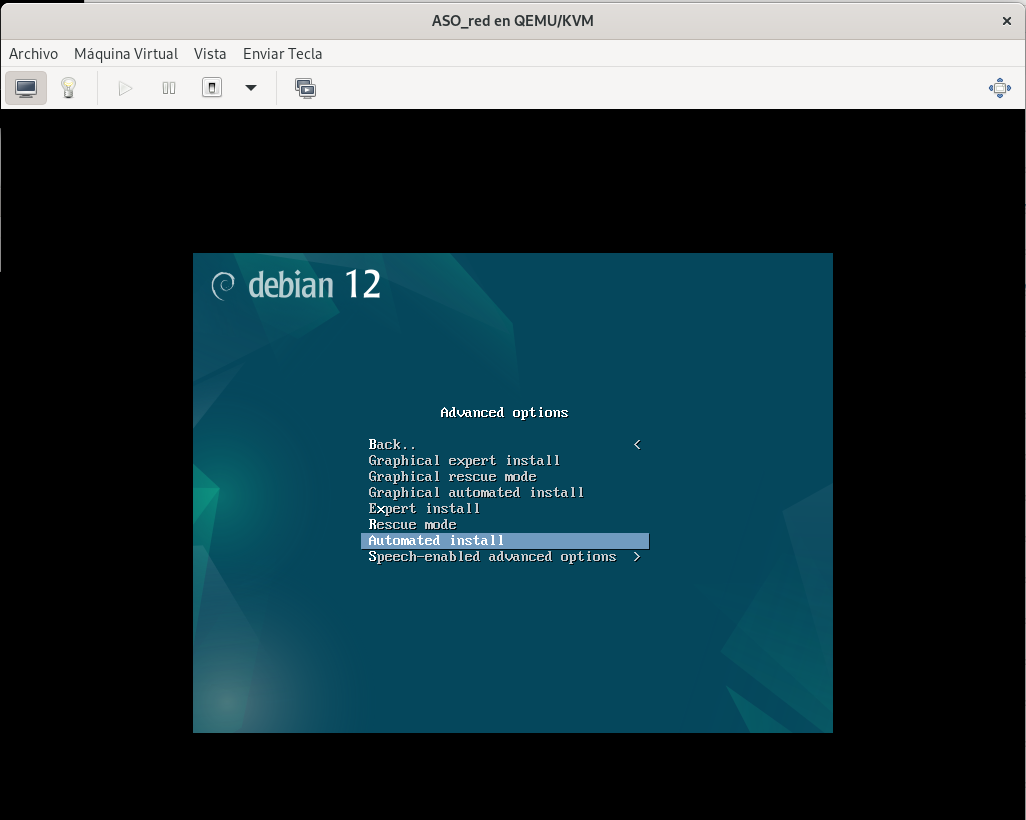 ASO_red en QEMU/KVM
Archivo Máquina Virtual Vista Enviar Tecla
debian 12
Advanced options
Back.. <
Graphical expert install
Graphical rescue mode
Graphical automated install
Expert install
Rescue mode
Automated install
Speech-enabled advanced options >